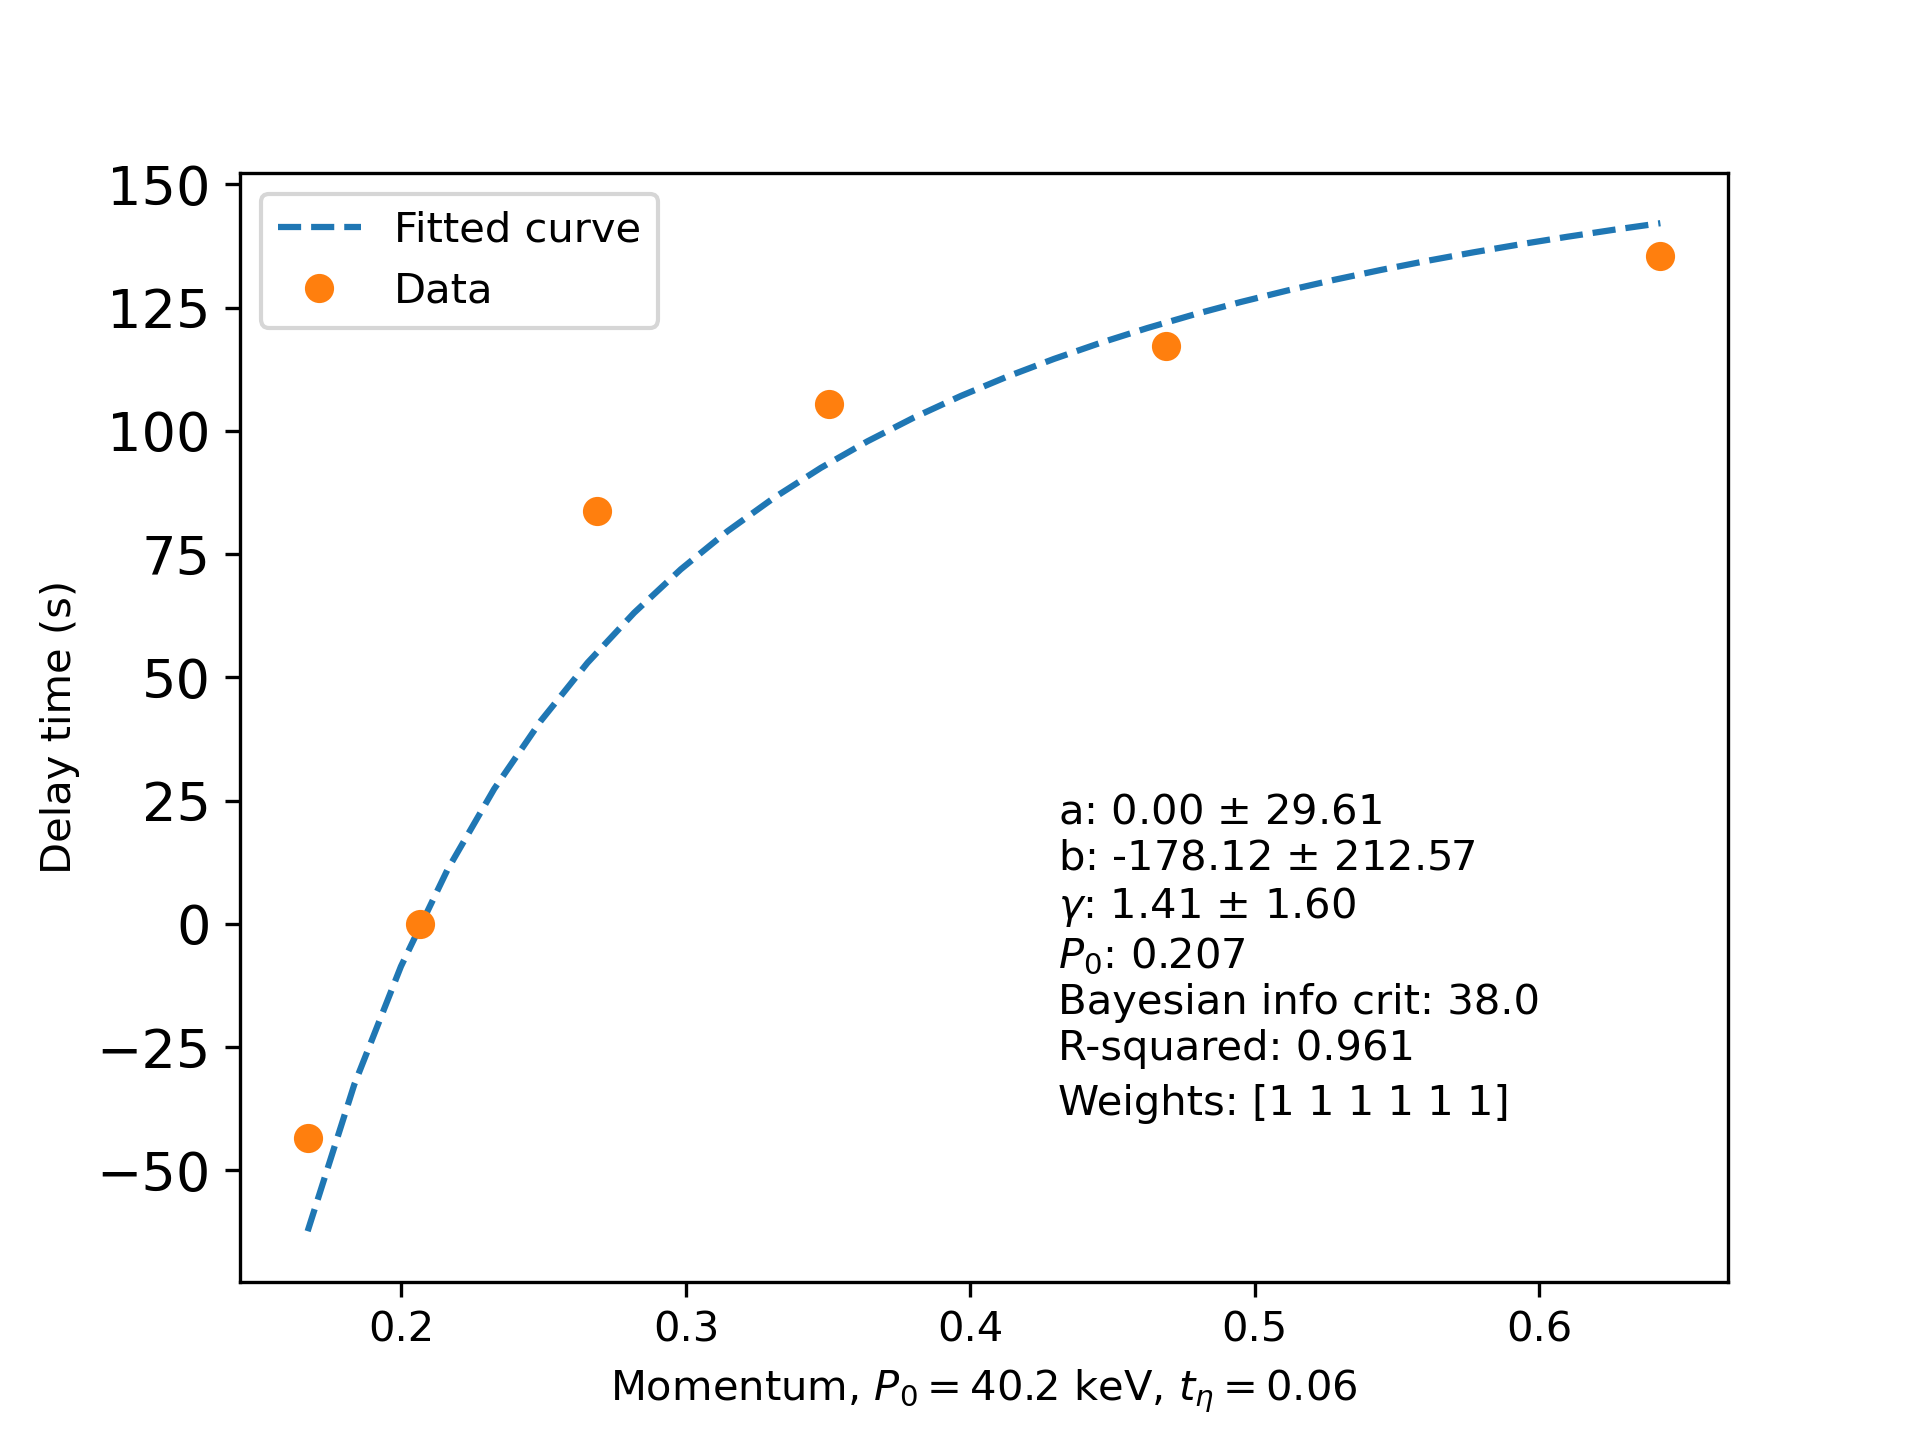 150
125
100
75
50
25
0
−25
−50
Delay time (s)
Fitted curve
Data
a: 0.00 ± 29.61
b: -178.12 ± 212.57
γ: 1.41 ± 1.60
P₀: 0.207
Bayesian info crit: 38.0
R-squared: 0.961
Weights: [1 1 1 1 1 1]
0.2 0.3 0.4 0.5 0.6
Momentum, P₀ = 40.2 keV, tη = 0.06